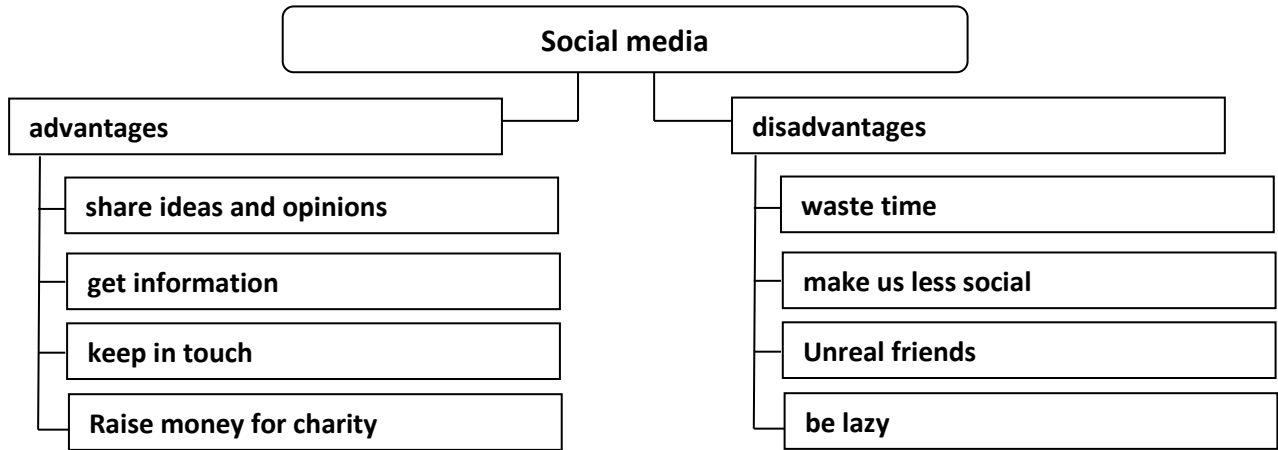 Social media
advantages
share ideas and opinions
get information
keep in touch
Raise money for charity
disadvantages
waste time
make us less social
Unreal friends
be lazy